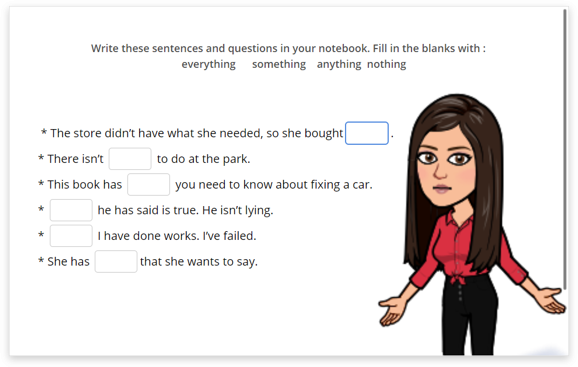 Write these sentences and questions in your notebook. Fill in the blanks with :
everything something anything nothing
* The store didn’t have what she needed, so she bought .
* There isn’t to do at the park.
* This book has you need to know about fixing a car.
* he has said is true. He isn’t lying.
* I have done works. I’ve failed.
* She has that she wants to say.